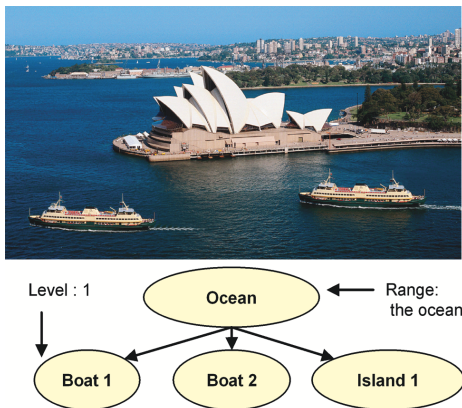 Level : 1
Ocean
Range:
the ocean
Boat 1
Boat 2
Island 1